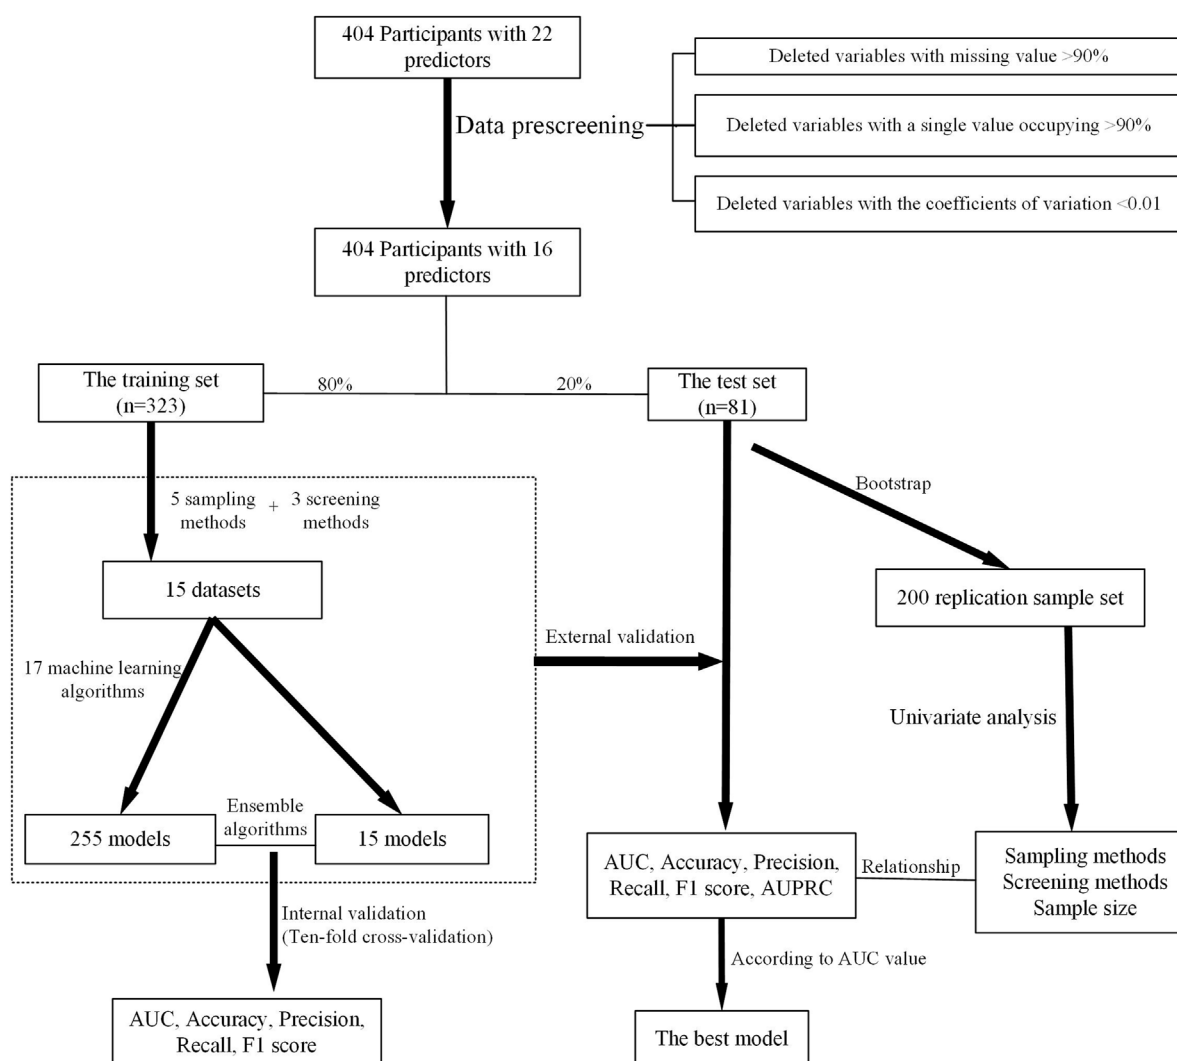 404 Participants with 22
predictors
Deleted variables with missing value >90%
Data prescreening
Deleted variables with a single value occupying >90%
Deleted variables with the coefficients of variation <0.01
404 Participants with 16
predictors
The training set
(n=323)
80%
20%
The test set
(n=81)
5 sampling
methods
+
3 screening
methods
Bootstrap
15 datasets
200 replication sample set
External validation
17 machine learning
algorithms
Univariate analysis
255 models
Ensemble
algorithms
15 models
AUC, Accuracy, Precision,
Recall, F1 score, AUPRC
Relationship
Sampling methods
Screening methods
Sample size
Internal validation
(Ten-fold cross-validation)
According to AUC value
AUC, Accuracy, Precision,
Recall, F1 score
The best model